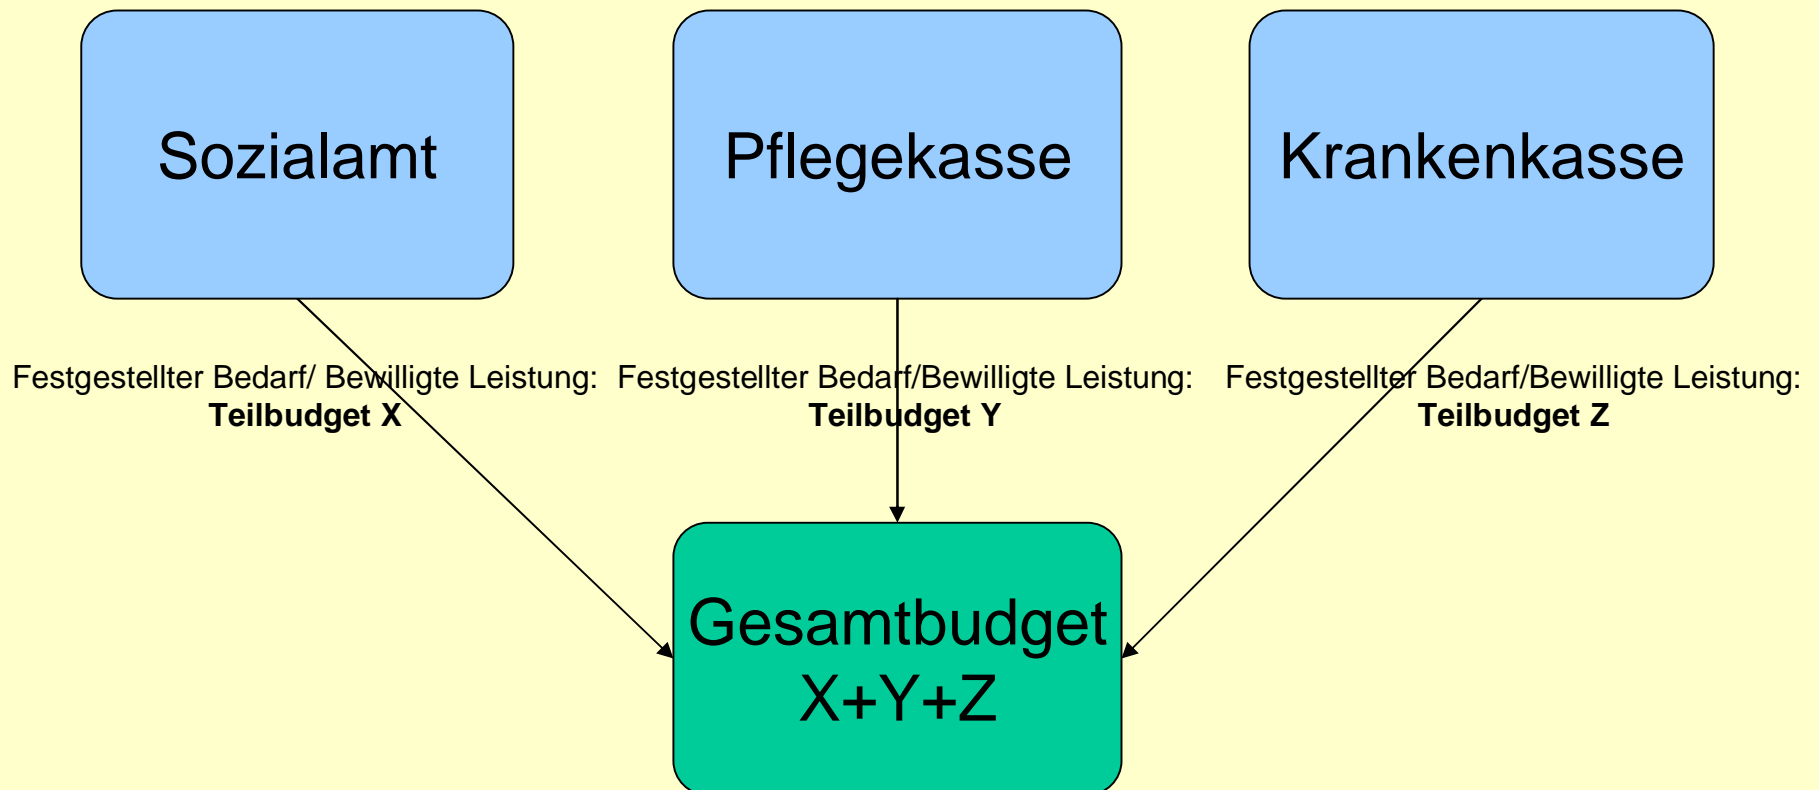 Sozialamt
Pflegekasse
Krankenkasse
Festgestellter Bedarf/ Bewilligte Leistung:
Teilbudget X
Festgestellter Bedarf/Bewilligte Leistung:
Teilbudget Y
Festgestellter Bedarf/Bewilligte Leistung:
Teilbudget Z
Gesamtbudget
X+Y+Z